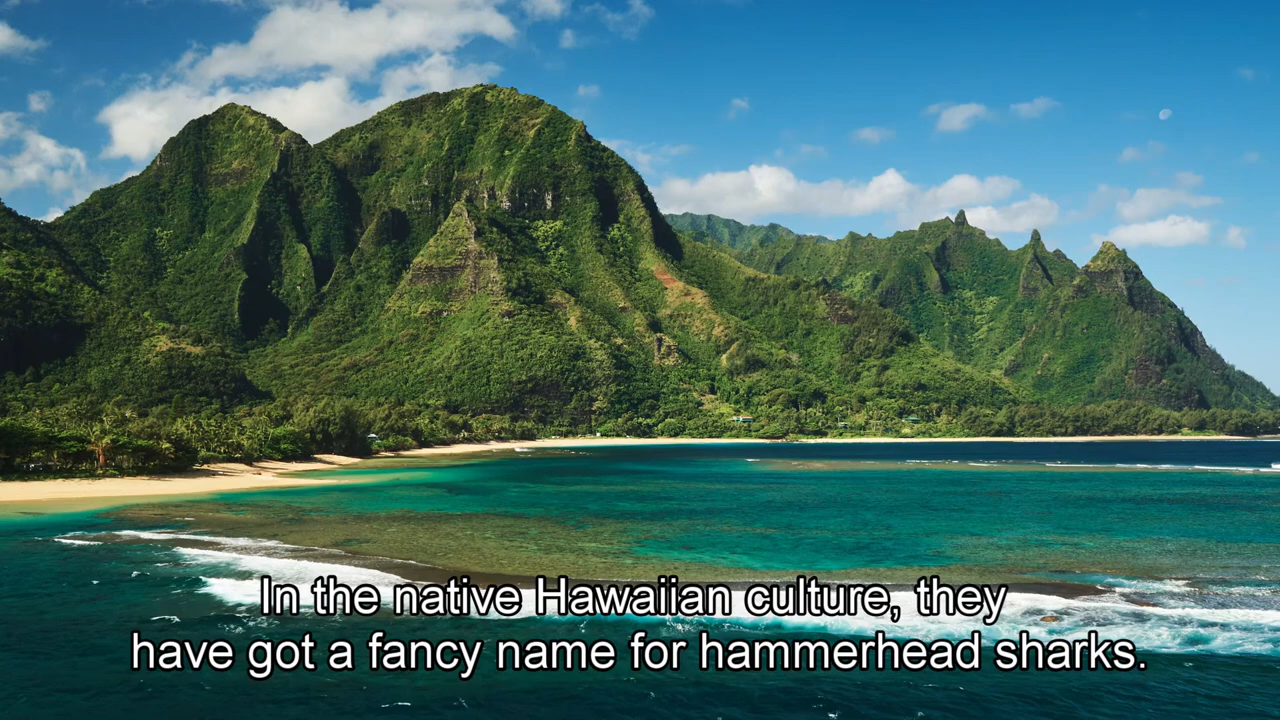 In the native Hawaiian culture, they
have got a fancy name for hammerhead sharks.